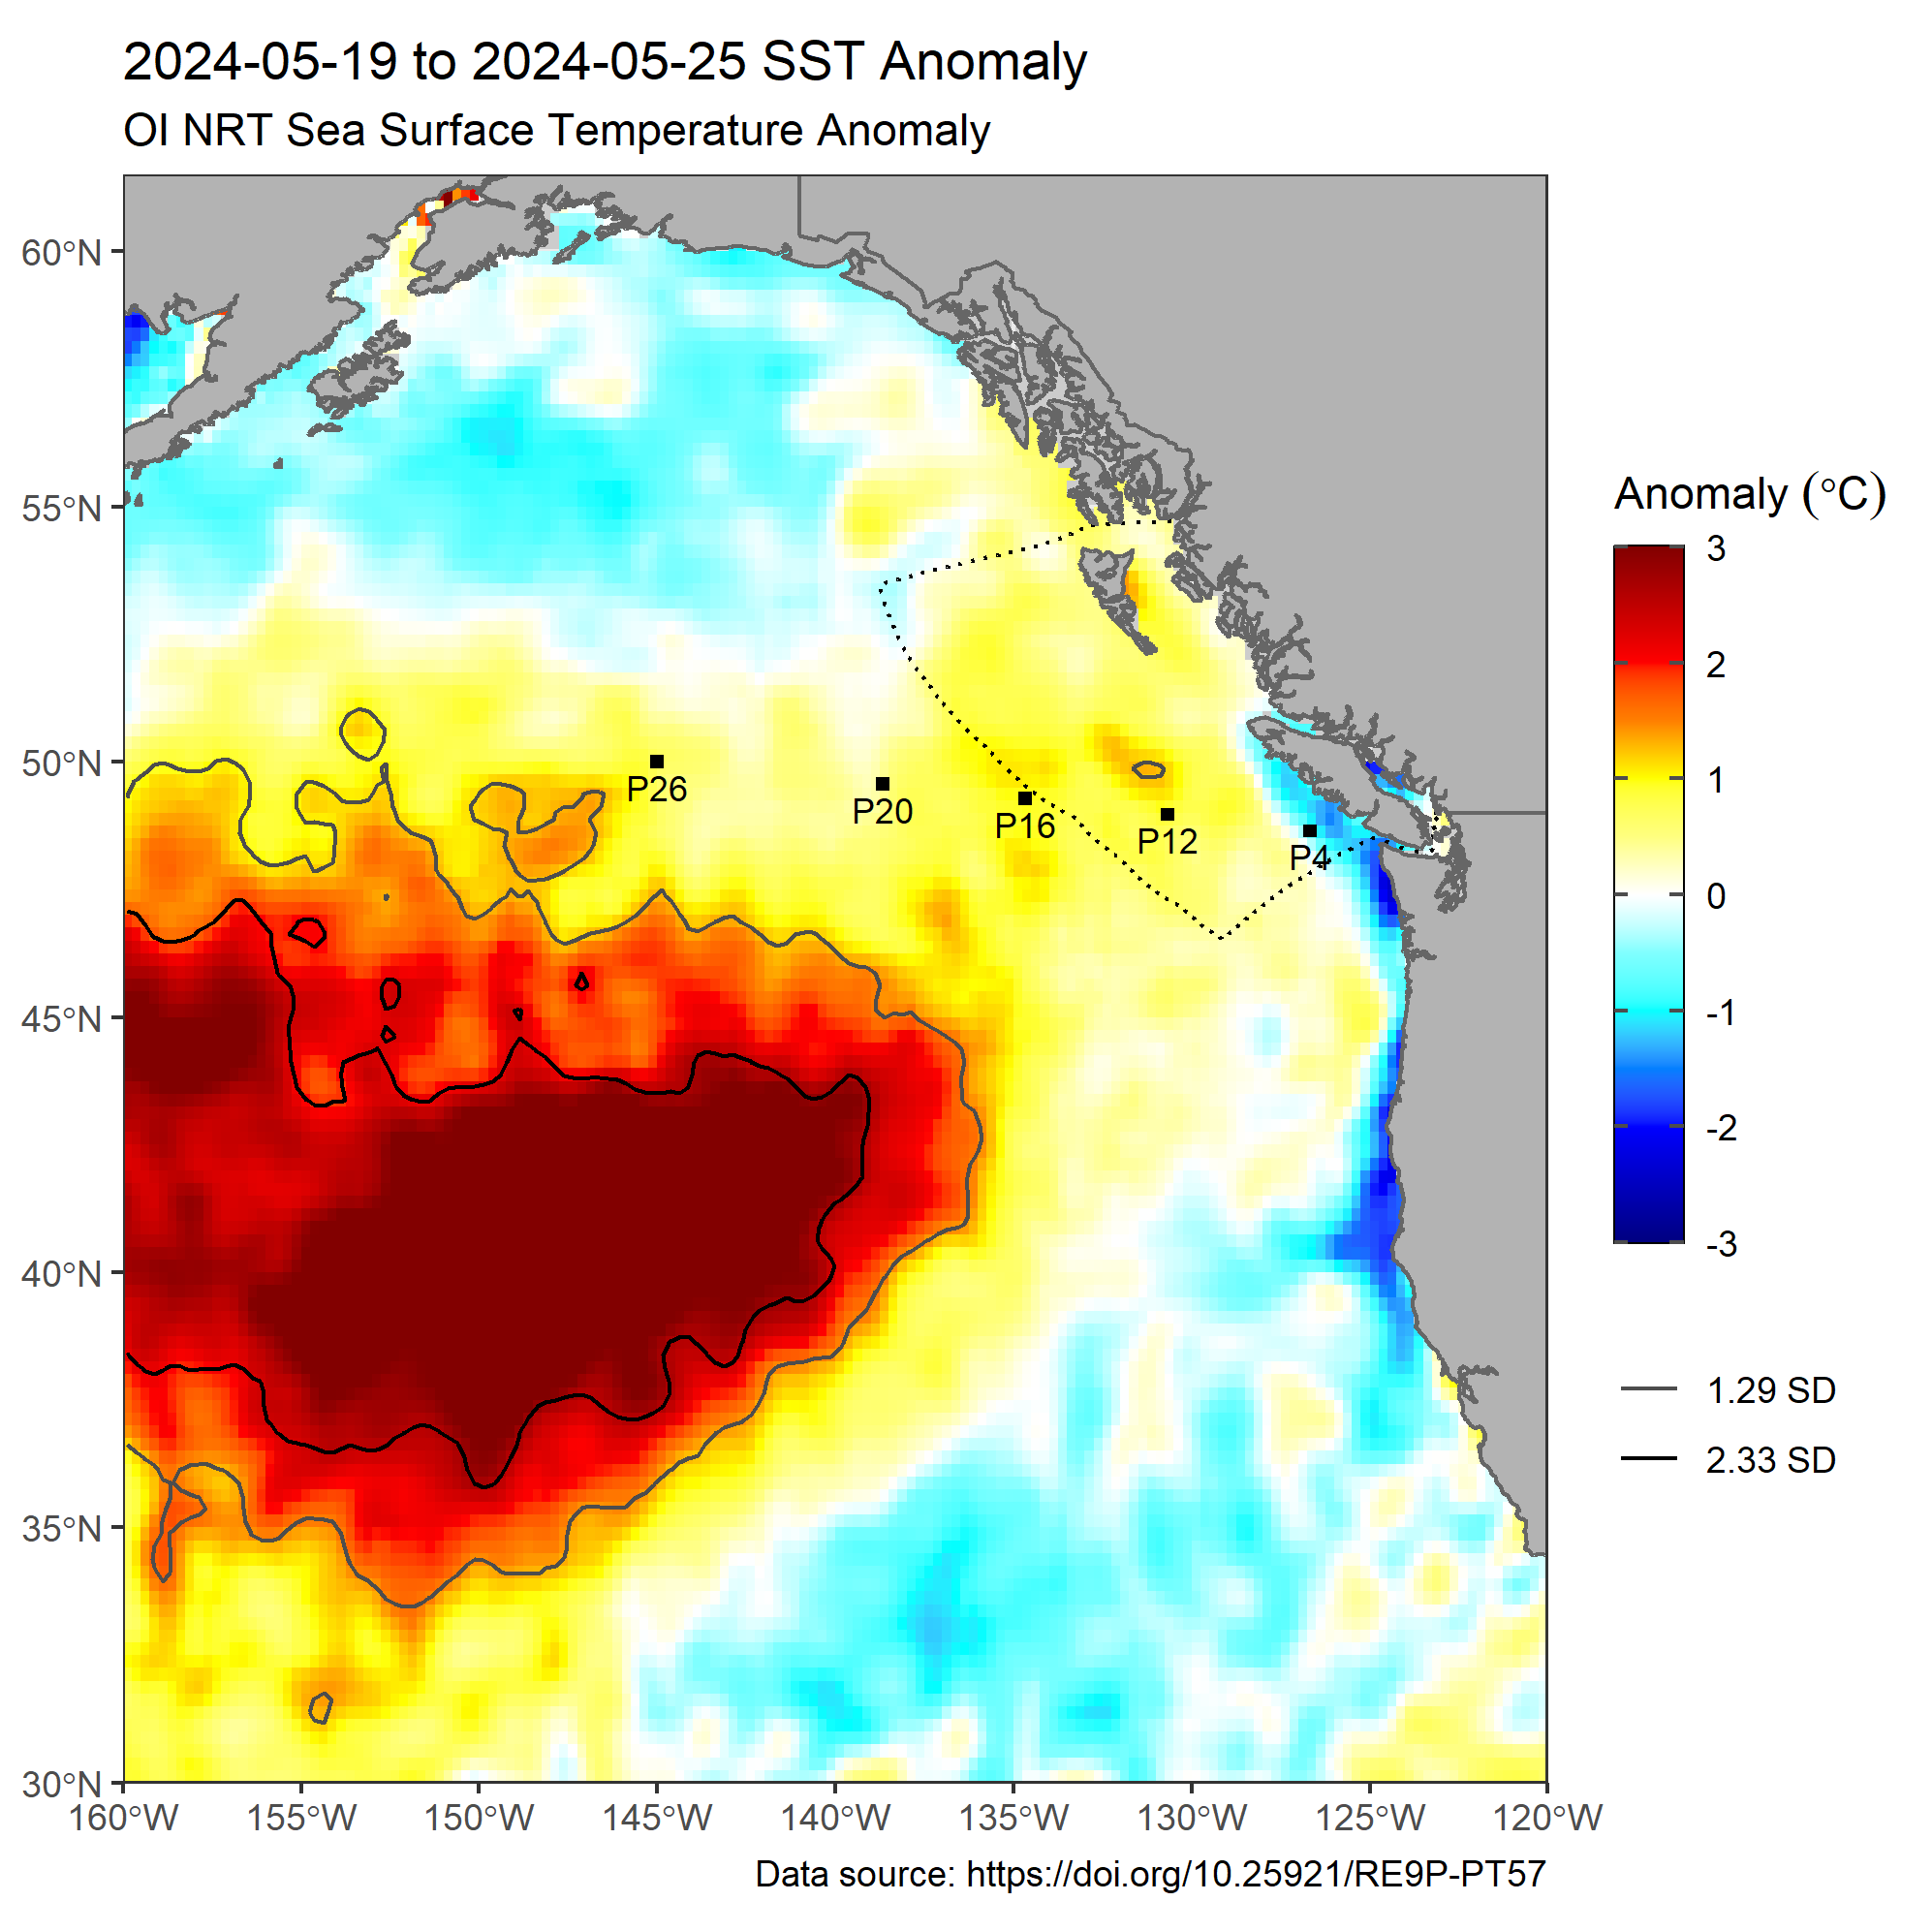 2024-05-19 to 2024-05-25 SST Anomaly
OI NRT Sea Surface Temperature Anomaly
60°N
55°N
50°N
45°N
40°N
35°N
30°N
160°W 155°W 150°W 145°W 140°W 135°W 130°W 125°W 120°W
P26
P20
P16
P12
P4
Anomaly (°C)
3
2
1
0
-1
-2
-3
1.29 SD
2.33 SD
Data source: https://doi.org/10.25921/RE9P-PT57